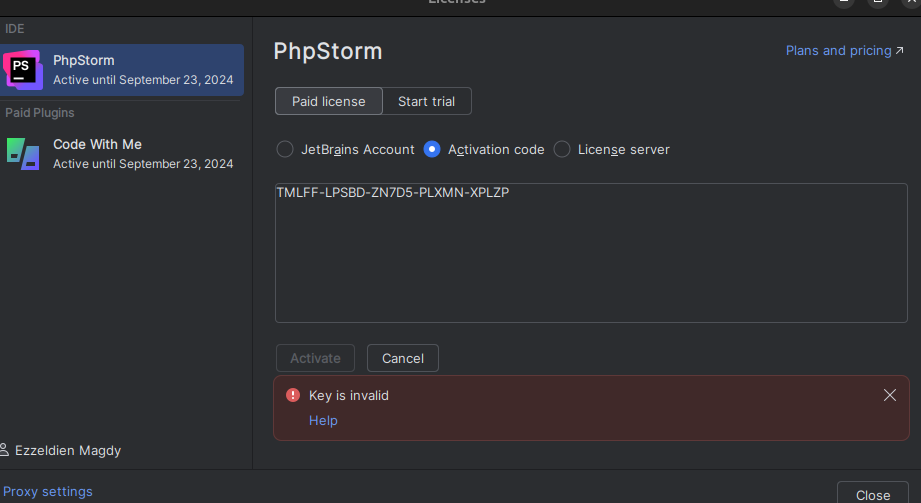 Licenses
IDE
PS
PhpStorm
Active until September 23, 2024
Paid Plugins
Code With Me
Active until September 23, 2024
Ezzeldien Magdy
Proxy settings
PhpStorm
Plans and pricing
Paid license
Start trial
JetBrains Account
Activation code
License server
TMLFF-LPSBD-ZN7D5-PLXMN-XPLZP
Activate
Cancel
Key is invalid
Help
Close